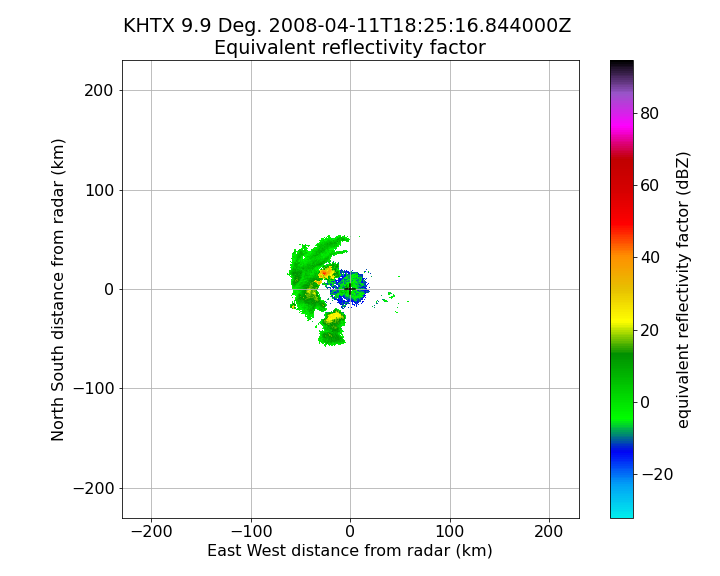 KHTX 9.9 Deg. 2008-04-11T18:25:16.844000Z
Equivalent reflectivity factor
200
100
0
−100
−200
−200 −100 0 100 200
East West distance from radar (km)
North South distance from radar (km)
80
60
40
20
0
−20
equivalent reflectivity factor (dBZ)